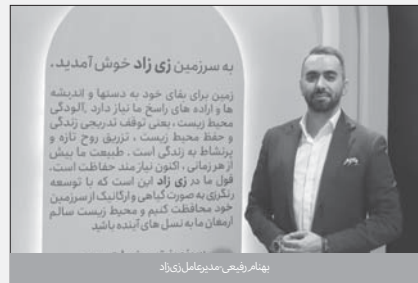 به سرزمین زی زاد خوش آمدید.
زمین برای بقای خود به دستها و اندیشه
ها و اراده های راسخ ما نیاز دارد .آلودگی
محیط زیست ، یعنی توقف تدریجی زندگی
و حفظ محیط زیست ، تزریق روح تازه و
پرنشاط به زندگی است . طبیعت ما بیش
از هر زمانی ، اکنون نیاز مند حفاظت است.
قول ما در زی زاد این است که با توسعه
رنگرزی به صورت گیاهی و ارگانیک از سرزمین
خود محافظت کنیم و محیط زیست سالم
ارمغان ما به نسل های آینده باشد
بهنام رفیعی-مدیرعامل زی‌زاد